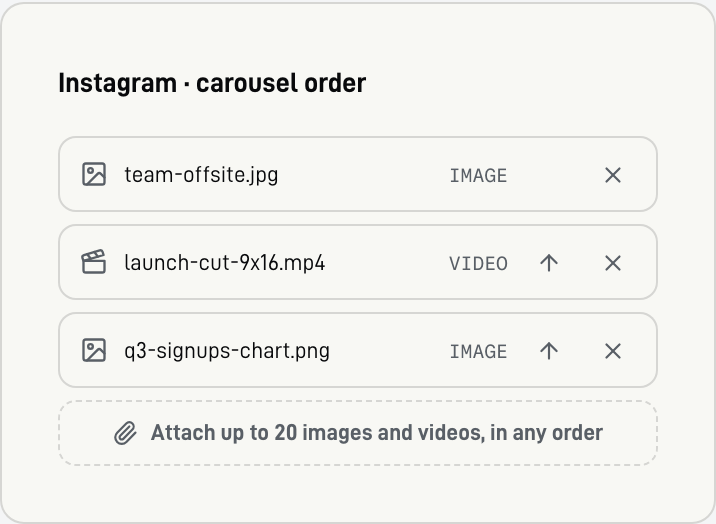 Instagram · carousel order
team-offsite.jpg IMAGE
launch-cut-9x16.mp4 VIDEO
q3-signups-chart.png IMAGE
Attach up to 20 images and videos, in any order